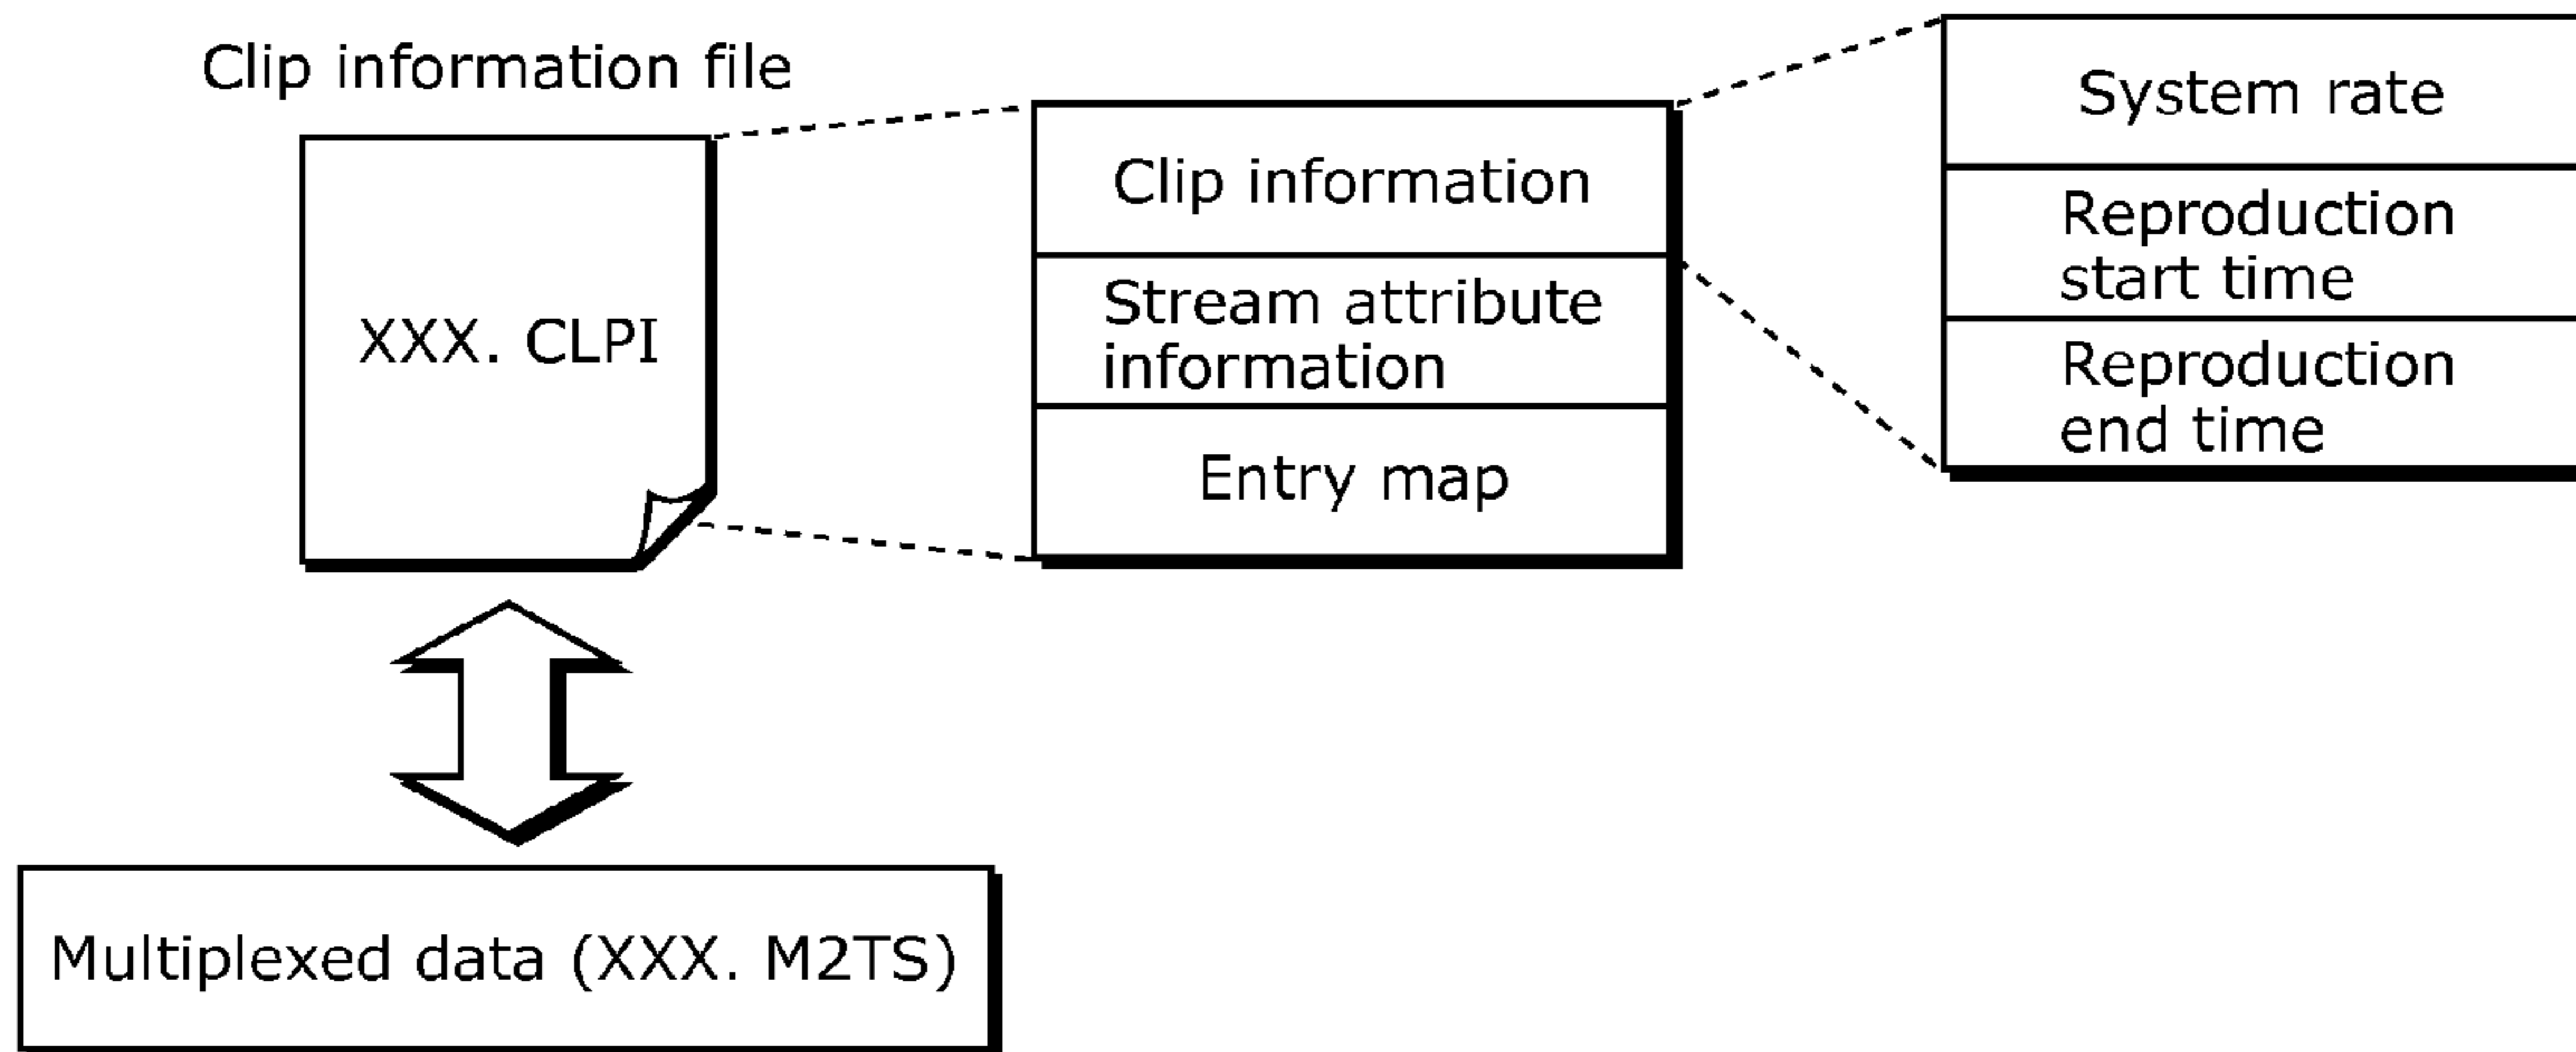 Clip information file
XXX. CLPI
Clip information
Stream attribute
information
Entry map
System rate
Reproduction
start time
Reproduction
end time
Multiplexed data (XXX. M2TS)